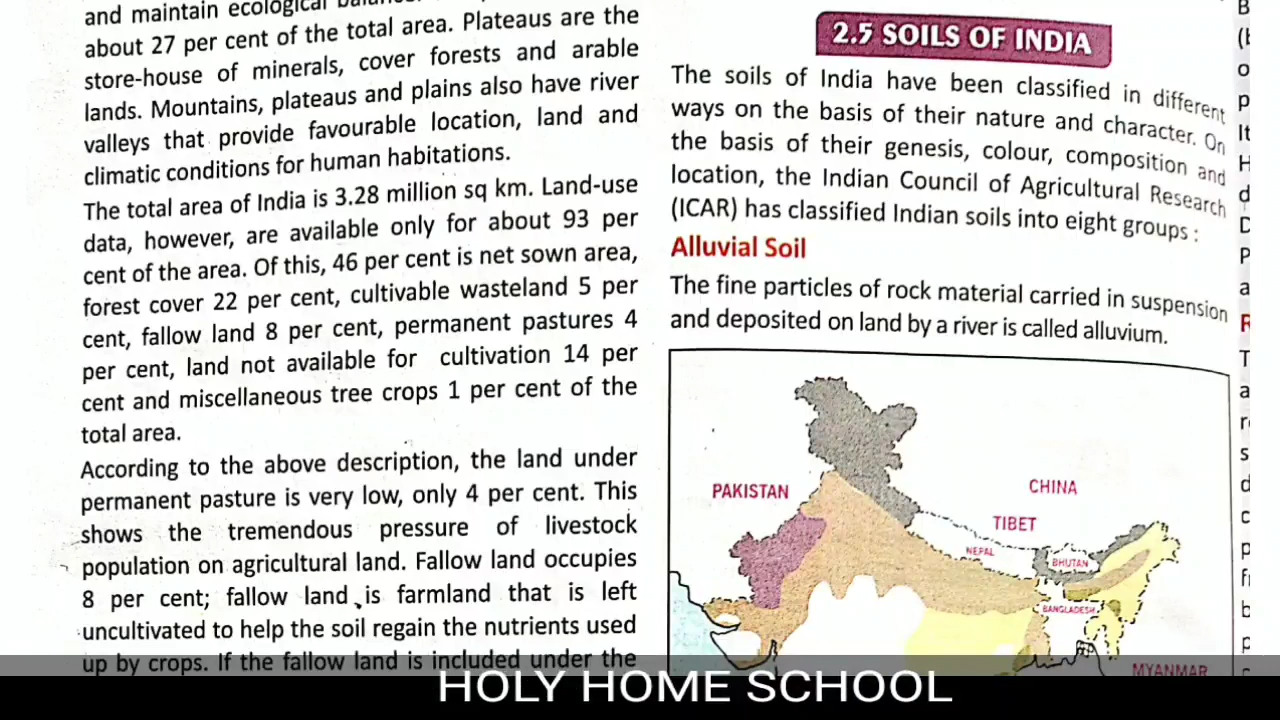 and maintain ecological
about 27 per cent of the total area. Plateaus are the
store-house of minerals, cover forests and arable
lands. Mountains, plateaus and plains also have river
valleys that provide favourable location, land and
climatic conditions for human habitations.
The total area of India is 3.28 million sq km. Land-use
data, however, are available only for about 93 per
cent of the area. Of this, 46 per cent is net sown area,
forest cover 22 per cent, cultivable wasteland 5 per
cent, fallow land 8 per cent, permanent pastures 4
per cent, land not available for cultivation 14 per
cent and miscellaneous tree crops 1 per cent of the
total area.
According to the above description, the land under
permanent pasture is very low, only 4 per cent. This
shows the tremendous pressure of livestock
population on agricultural land. Fallow land occupies
8 per cent; fallow land is farmland that is left
uncultivated to help the soil regain the nutrients used
up by crops. If the fallow land is included under the
2.5 SOILS OF INDIA
The soils of India have been classified in different
ways on the basis of their nature and character. On
the basis of their genesis, colour, composition and
location, the Indian Council of Agricultural Research
(ICAR) has classified Indian soils into eight groups :
Alluvial Soil
The fine particles of rock material carried in suspension
and deposited on land by a river is called alluvium.
PAKISTAN
CHINA
TIBET
NEPAL
BHUTAN
BANGLADESH
MYANMAR
HOLY HOME SCHOOL